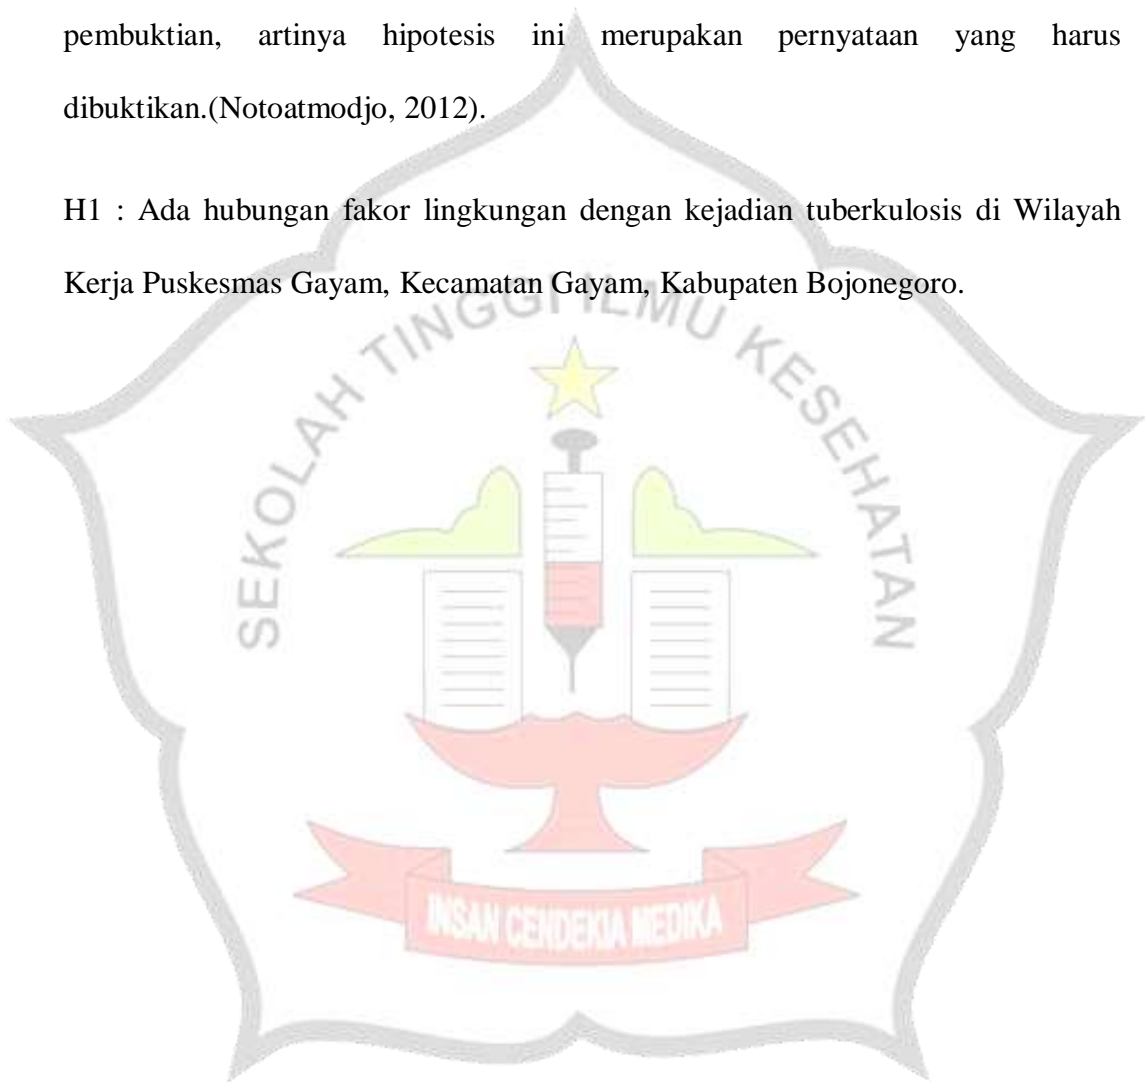 pembuktian, artinya hipotesis ini merupakan pernyataan yang harus
dibuktikan.(Notoatmodjo, 2012).
H1 : Ada hubungan fakor lingkungan dengan kejadian tuberkulosis di Wilayah
Kerja Puskesmas Gayam, Kecamatan Gayam, Kabupaten Bojonegoro.
SEKOLAH TINGGI ILMU KESEHATAN
INSAN CENDEKIA MEDIKA